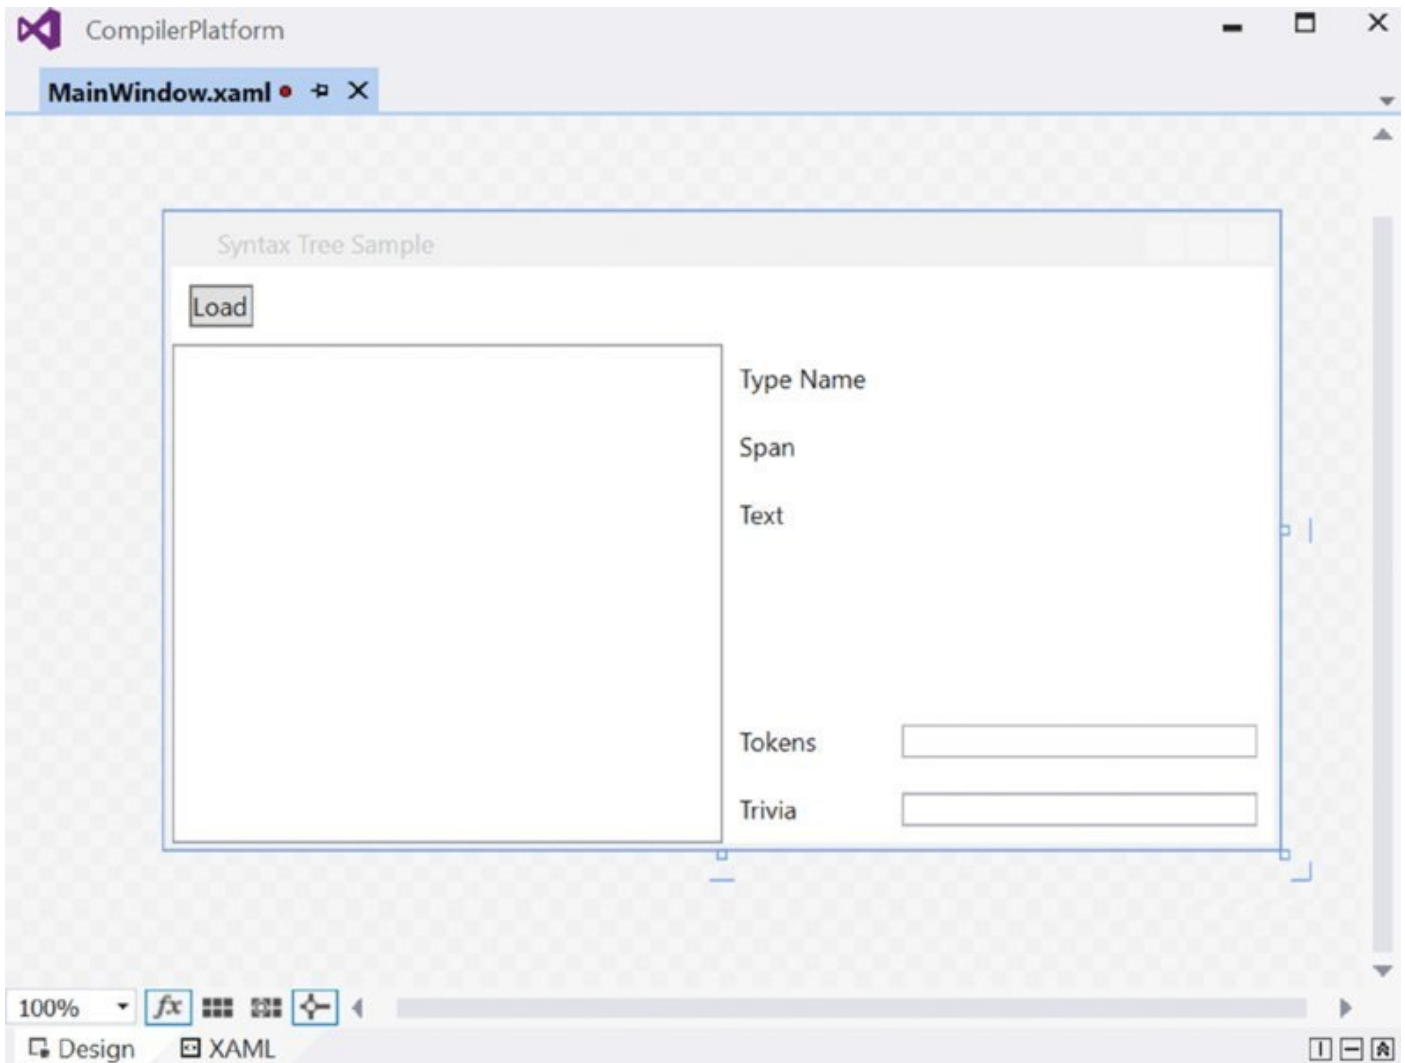 CompilerPlatform
MainWindow.xaml
Syntax Tree Sample
Load
Type Name
Span
Text
Tokens
Trivia
100% fx
Design XAML